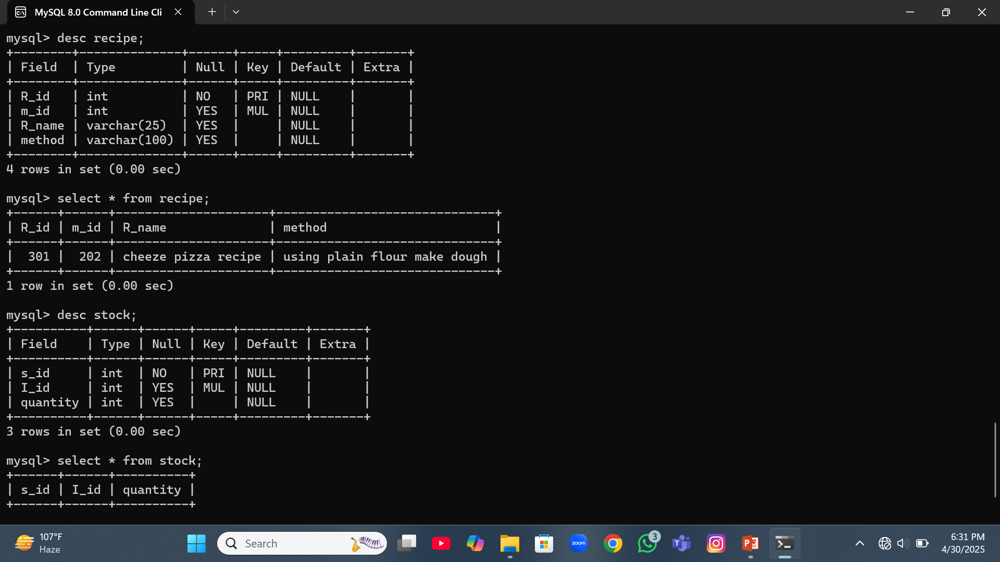 MySQL 8.0 Command Line Cli
mysql> desc recipe;
+---------+--------------+------+-----+---------+-------+
| Field   | Type         | Null | Key | Default | Extra |
+---------+--------------+------+-----+---------+-------+
| R_id    | int          | NO   | PRI | NULL    |       |
| m_id    | int          | YES  | MUL | NULL    |       |
| R_name  | varchar(25)  | YES  |     | NULL    |       |
| method  | varchar(100) | YES  |     | NULL    |       |
+---------+--------------+------+-----+---------+-------+
4 rows in set (0.00 sec)
mysql> select * from recipe;
+------+------+---------------------+------------------------------+
| R_id | m_id | R_name              | method                       |
+------+------+---------------------+------------------------------+
|  301 |  202 | cheeze pizza recipe | using plain flour make dough |
+------+------+---------------------+------------------------------+
1 row in set (0.00 sec)
mysql> desc stock;
+----------+------+------+-----+---------+-------+
| Field    | Type | Null | Key | Default | Extra |
+----------+------+------+-----+---------+-------+
| s_id     | int  | NO   | PRI | NULL    |       |
| I_id     | int  | YES  | MUL | NULL    |       |
| quantity | int  | YES  |     | NULL    |       |
+----------+------+------+-----+---------+-------+
3 rows in set (0.00 sec)
mysql> select * from stock;
+------+------+----------+
| s_id | I_id | quantity |
+------+------+----------+
107°F
Haze
Search
zoom
3
6:31 PM
4/30/2025